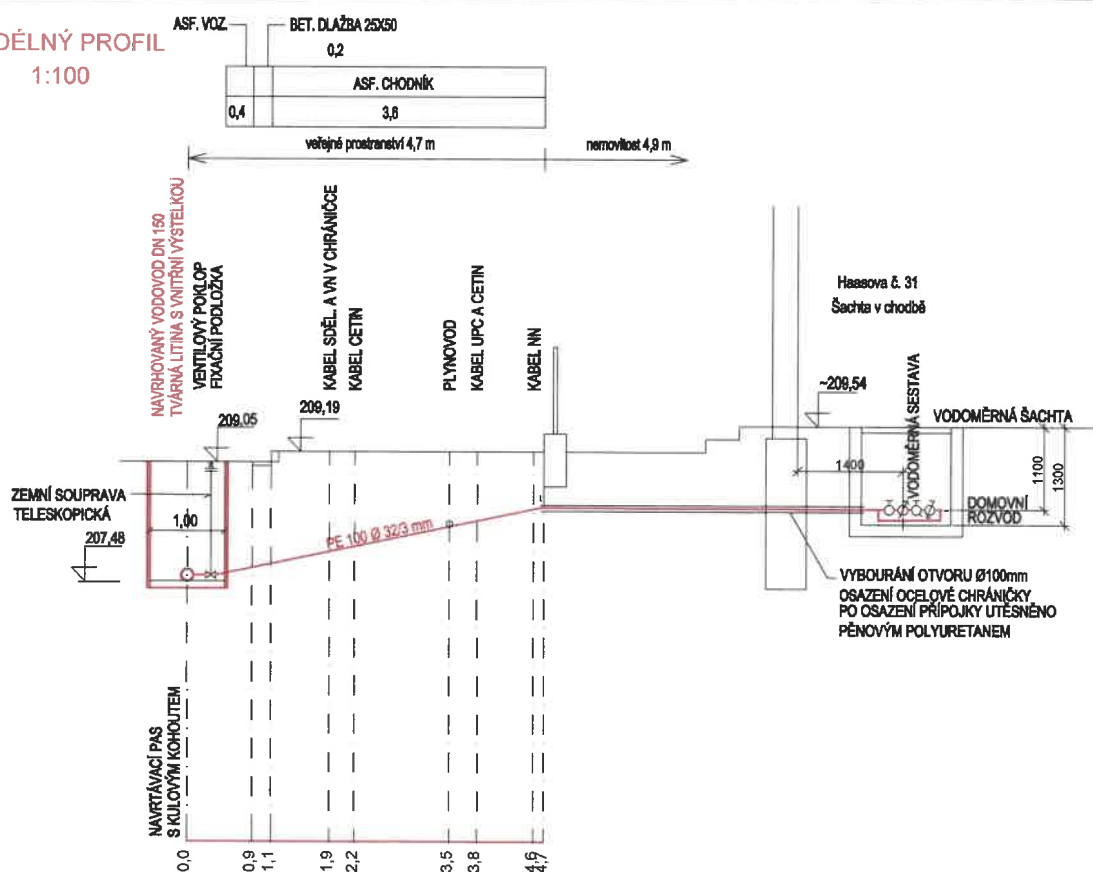 DÉLNÝ PROFIL
1:100
ASF. VOZ.
BET. DLAŽBA 25X50
0,2
ASF. CHODNÍK
0,4
3,6
veřejné prostranství 4,7 m
nemovitost 4,9 m
NAVRHOVANÝ VODOVOD DN 150
TVÁRNÁ LITINA S VNITŘNÍ VÝSTELKOU
VENTILOVÝ POKLOP
FIXAČNÍ PODLOŽKA
KABEL SDĚL. A VN V CHRÁNIČCE
KABEL CETIN
PLYNOVOD
KABEL UPC A CETIN
KABEL NN
Haasova č. 31
Šachta v chodbě
209,05
209,19
~209,54
VODOMĚRNÁ SESTAVA
VODOMĚRNÁ ŠACHTA
1400
1100
1300
ZEMNÍ SOUPRAVA
TELESKOPICKÁ
1,00
207,48
PE 100 Ø 32/3 mm
DOMOVNÍ
ROZVOD
VYBOURÁNÍ OTVORU Ø100mm
OSAZENÍ OCELOVÉ CHRÁNIČKY
PO OSAZENÍ PŘÍPOJKY UTĚSNĚNO
PĚNOVÝM POLYURETANEM
NAVRTÁVACÍ PAS
S KULOVÝM KOHOUTEM
0,0
0,9
1,1
1,9
2,2
3,5
3,8
4,6
4,7